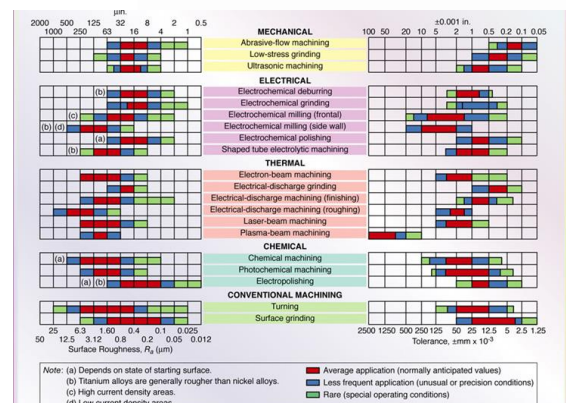 μin.
2000 500 125 32 8 2 0.5
1000 250 63 16 4 1
MECHANICAL
±0.001 in.
100 50 20 10 5 2 1 0.5 0.2 0.1 0.05
Abrasive-flow machining
Low-stress grinding
Ultrasonic machining
ELECTRICAL
(b) Electrochemical deburring
Electrochemical grinding
(c) Electrochemical milling (frontal)
(b) (d) Electrochemical milling (side wall)
(a) Electrochemical polishing
(b) Shaped tube electrolytic machining
THERMAL
Electron-beam machining
Electrical-discharge grinding
Electrical-discharge machining (finishing)
Electrical-discharge machining (roughing)
Laser-beam machining
Plasma-beam machining
CHEMICAL
(a) Chemical machining
Photochemical machining
(a) (b) Electropolishing
CONVENTIONAL MACHINING
Turning
Surface grinding
25 6.3 1.60 0.4 0.1 0.025
50 12.5 3.12 0.8 0.2 0.05 0.012
2500 1250 500 250 125 50 25 12.5 5 2.5 1.25
Surface Roughness, Ra (μm)
Tolerance, ±mm x 10-3
Note: (a) Depends on state of starting surface.
(b) Titanium alloys are generally rougher than nickel alloys.
(c) High current density areas.
(d) Low current density areas.
Average application (normally anticipated values)
Less frequent application (unusual or precision conditions)
Rare (special operating conditions)